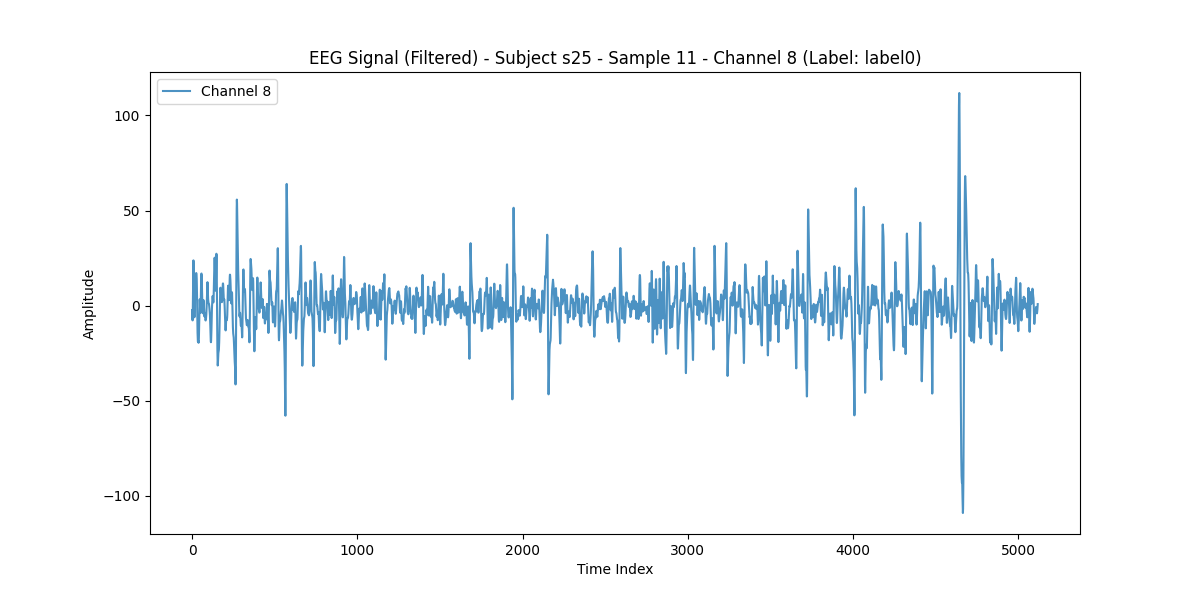 EEG Signal (Filtered) - Subject s25 - Sample 11 - Channel 8 (Label: label0)
Channel 8
100
50
0
−50
−100
Amplitude
0 1000 2000 3000 4000 5000
Time Index